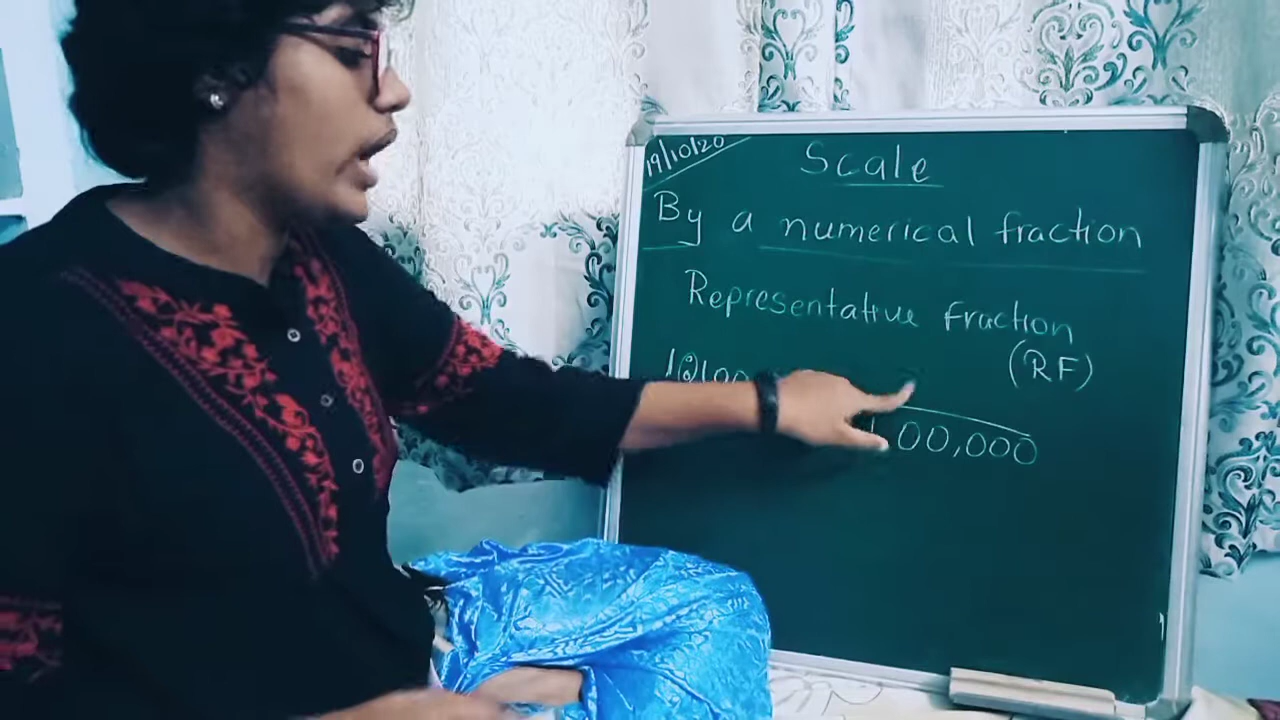 19/10/20
Scale
By a numerical fraction
Representative fraction
(RF)
00,000